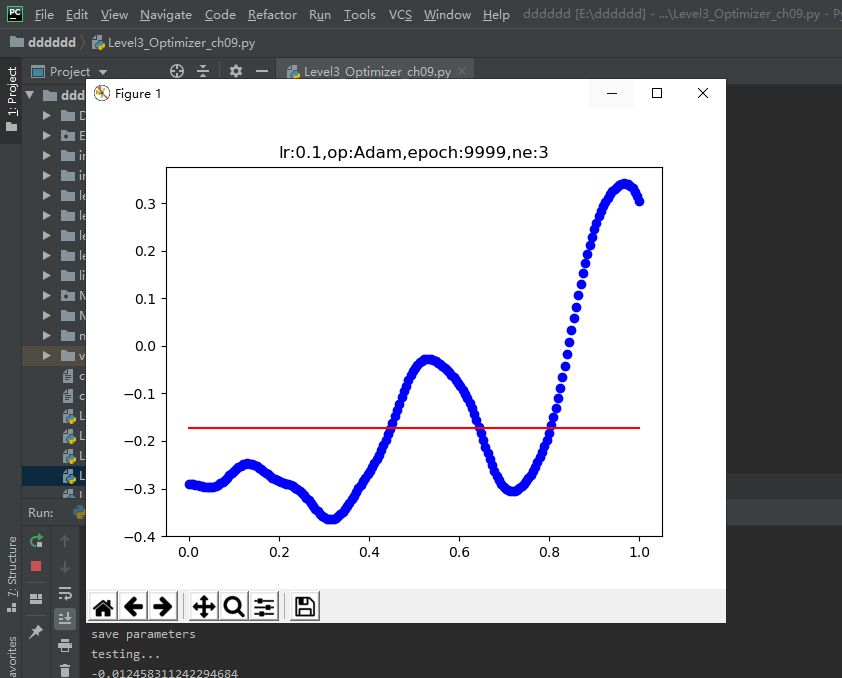 PC File Edit View Navigate Code Refactor Run Tools VCS Window Help dddddd [E:\dddddd] - ...\Level3_Optimizer_ch09.py - Py
dddddd Level3_Optimizer_ch09.py
1: Project
Project
Level3_Optimizer_ch09.py
ddd
Figure 1
lr:0.1,op:Adam,epoch:9999,ne:3
0.3
0.2
0.1
0.0
−0.1
−0.2
−0.3
−0.4
0.0 0.2 0.4 0.6 0.8 1.0
Run:
7: Structure
avorites
save parameters
testing...
-0.012458311242294684